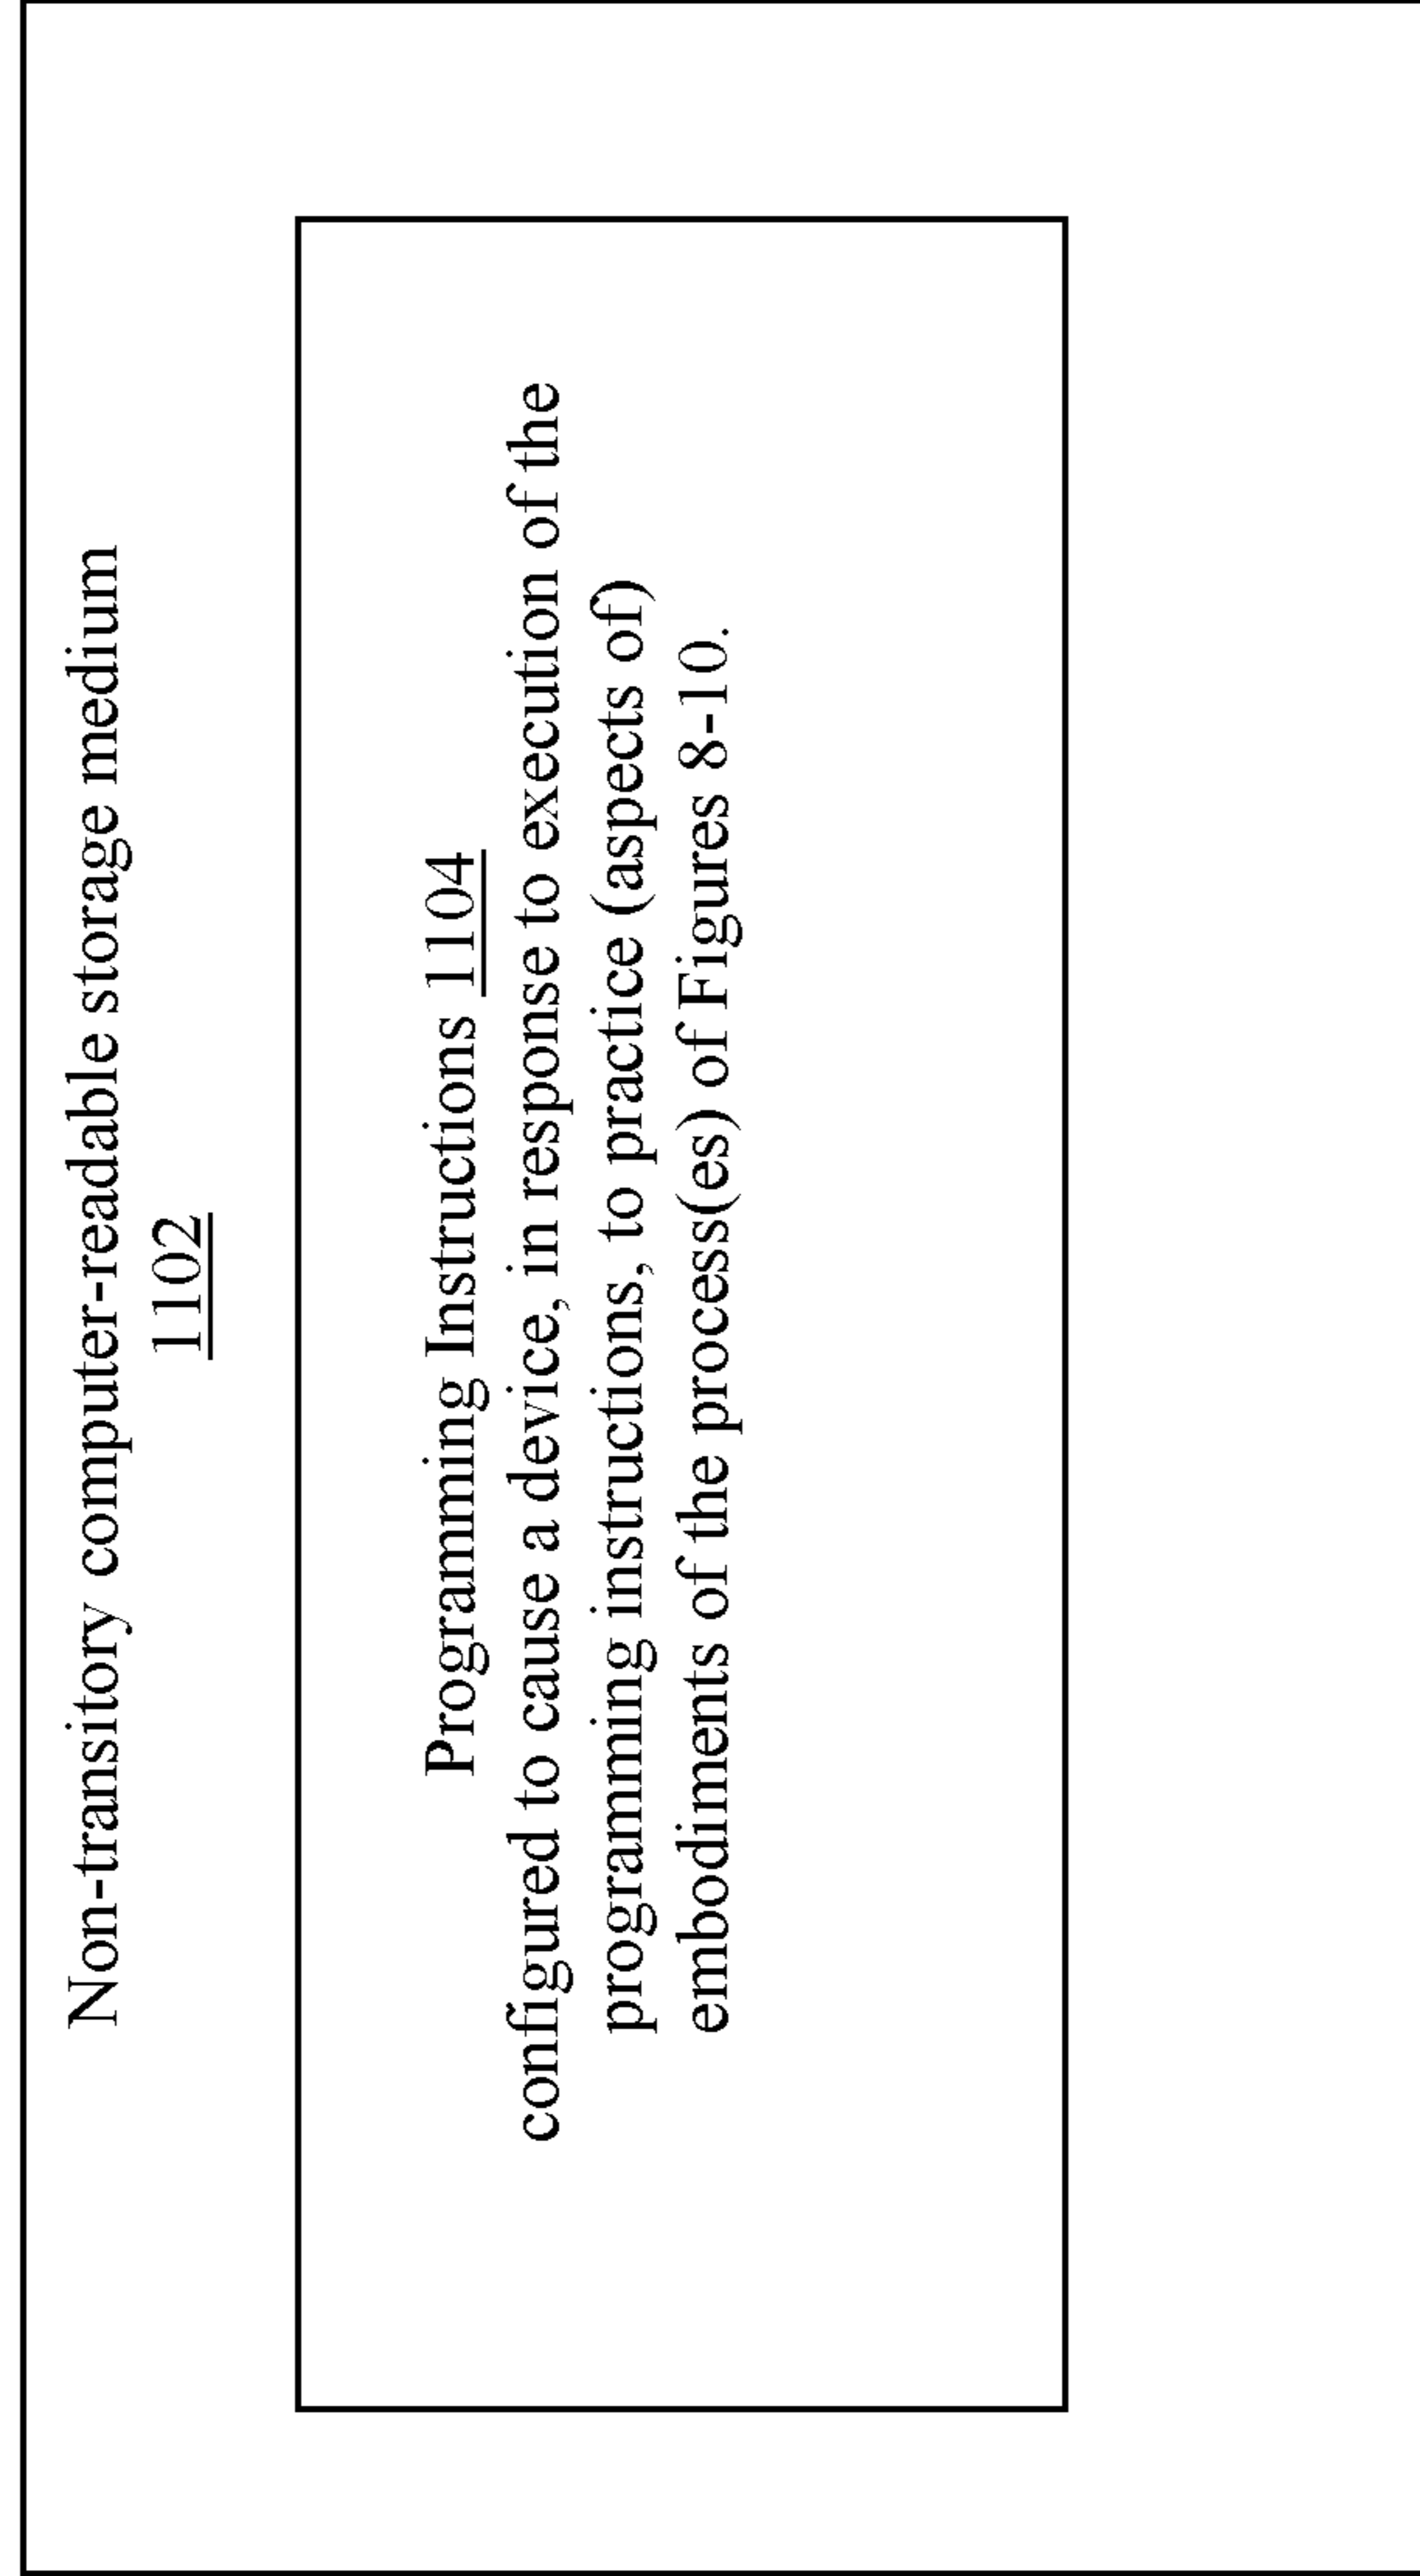 Non-transitory computer-readable storage medium
1102
Programming Instructions 1104
configured to cause a device, in response to execution of the
programming instructions, to practice (aspects of)
embodiments of the process(es) of Figures 8-10.